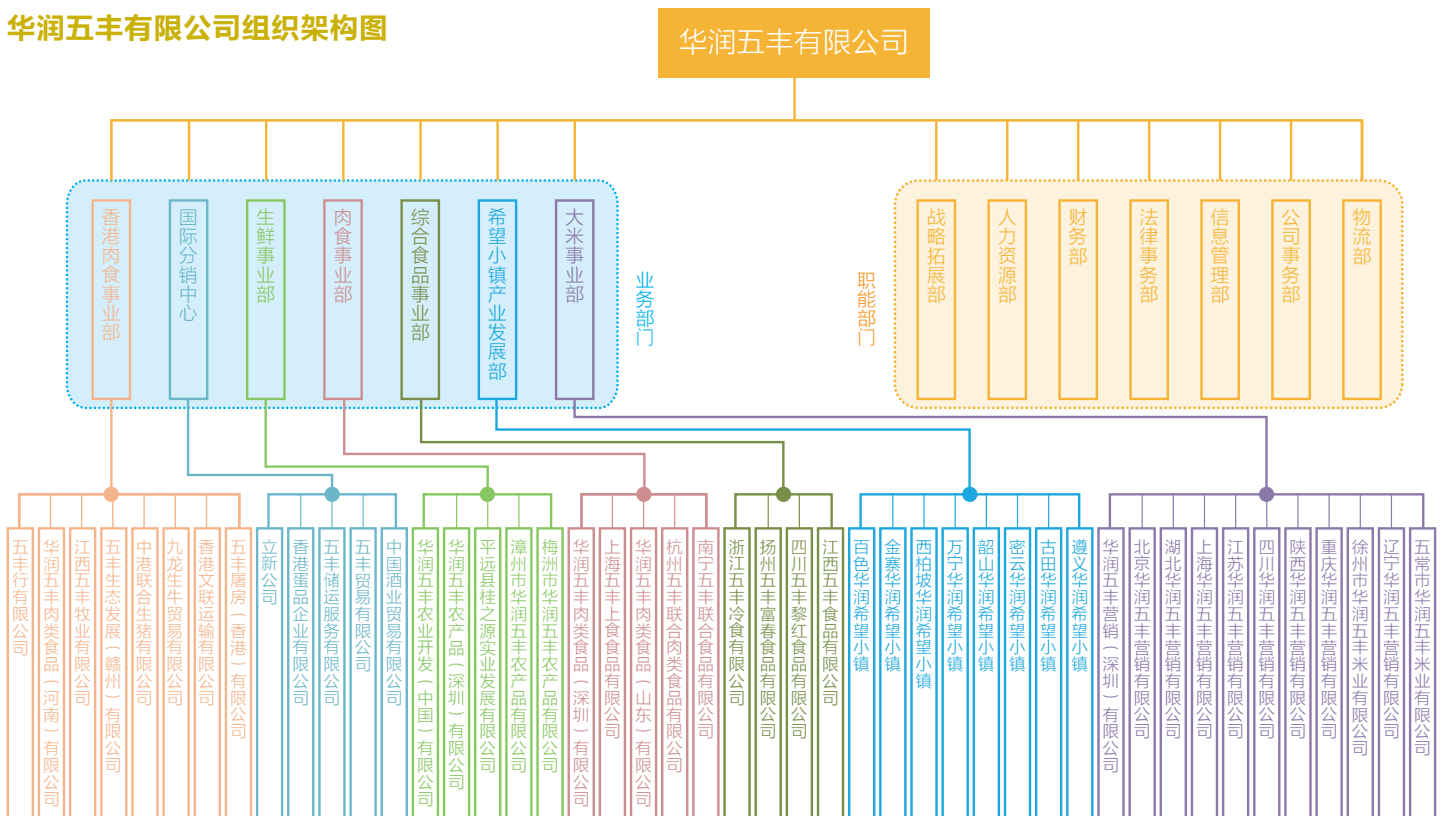 华润五丰有限公司组织架构图
华润五丰有限公司
香港肉食事业部
国际分销中心
生鲜事业部
肉食事业部
综合食品事业部
希望小镇产业发展部
大米事业部
业务部门
职能部门
战略拓展部
人力资源部
财务部
法律事务部
信息管理部
公司事务部
物流部
五丰行有限公司
华润五丰肉类食品（河南）有限公司
江西五丰牧业有限公司
五丰生态发展（赣州）有限公司
中港联合生猪有限公司
九龙生牛贸易有限公司
香港文联运输有限公司
五丰屠房（香港）有限公司
立新公司
香港蛋品企业有限公司
五丰储运服务有限公司
五丰贸易有限公司
中国酒业贸易有限公司
华润五丰农业开发（中国）有限公司
华润五丰农产品（深圳）有限公司
平远县桂之源实业发展有限公司
漳州市华润五丰农产品有限公司
梅洲市华润五丰农产品有限公司
华润五丰肉类食品（深圳）有限公司
上海五丰上食食品有限公司
华润五丰肉类食品（山东）有限公司
杭州五丰联合肉类食品有限公司
南宁五丰联合食品有限公司
浙江五丰冷食有限公司
扬州五丰富春食品有限公司
四川五丰黎红食品有限公司
江西五丰食品有限公司
百色华润希望小镇
金寨华润希望小镇
西柏坡华润希望小镇
万宁华润希望小镇
韶山华润希望小镇
密云华润希望小镇
古田华润希望小镇
遵义华润希望小镇
华润五丰营销（深圳）有限公司
北京华润五丰营销有限公司
湖北华润五丰营销有限公司
上海华润五丰营销有限公司
江苏华润五丰营销有限公司
四川华润五丰营销有限公司
陕西华润五丰营销有限公司
重庆华润五丰营销有限公司
徐州市华润五丰米业有限公司
辽宁华润五丰营销有限公司
五常市华润五丰米业有限公司